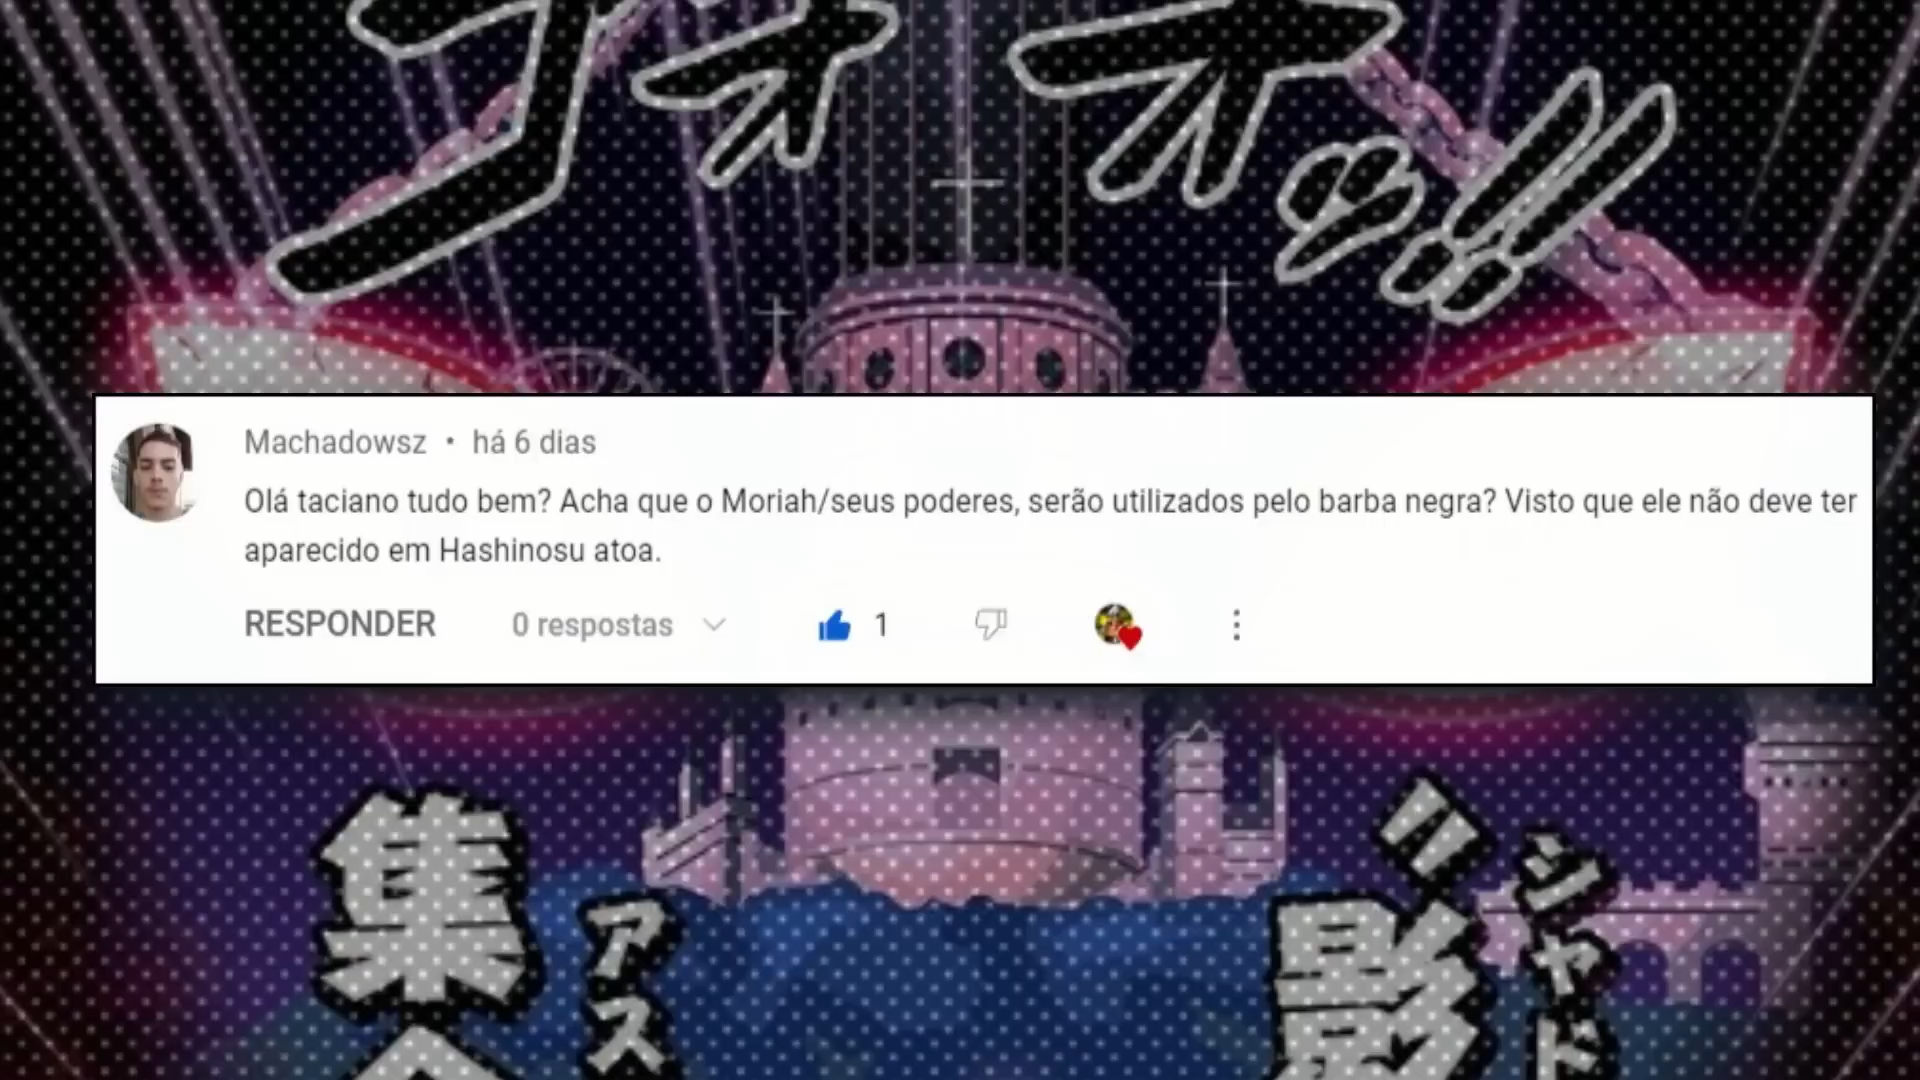 Machadowsz • há 6 dias
Olá taciano tudo bem? Acha que o Moriah/seus poderes, serão utilizados pelo barba negra? Visto que ele não deve ter
aparecido em Hashinosu atoa.
RESPONDER 0 respostas 1
影
シャド
集
アス